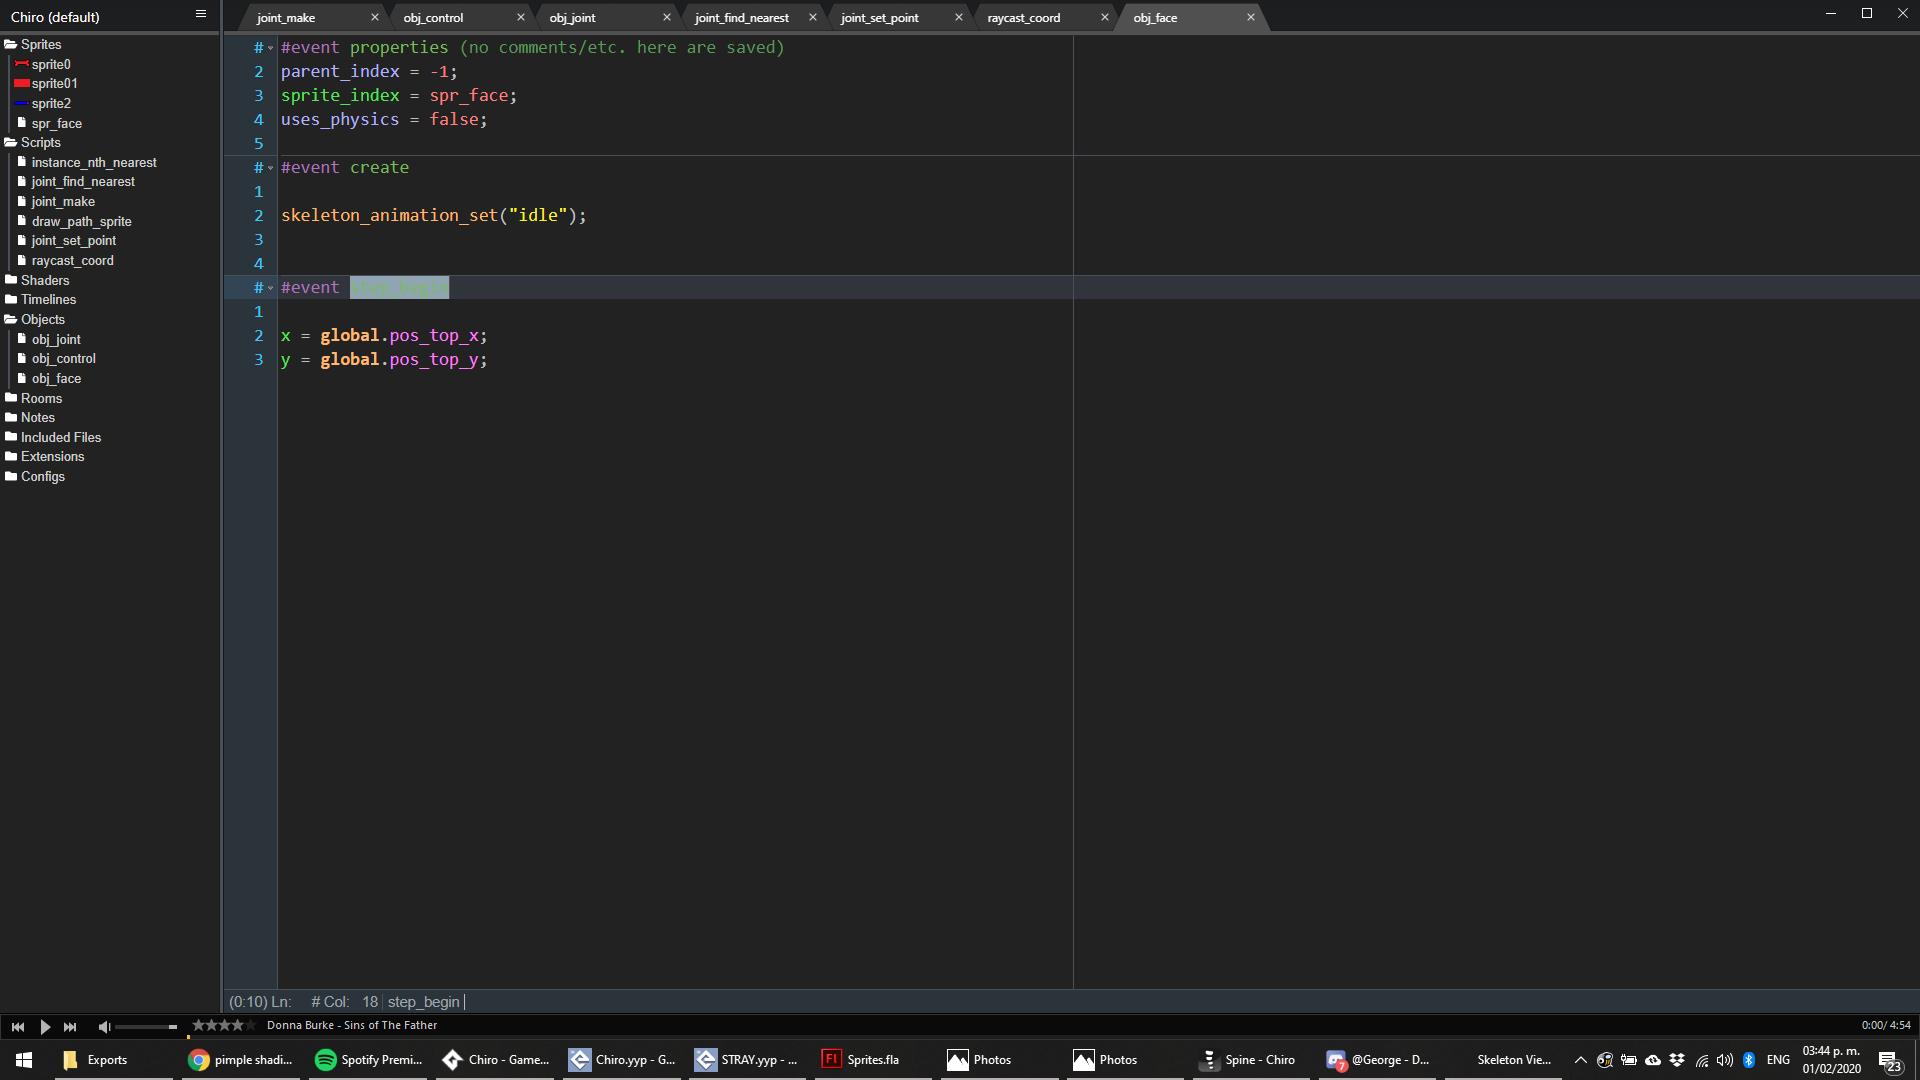 Chiro (default)
joint_make
obj_control
obj_joint
joint_find_nearest
joint_set_point
raycast_coord
obj_face
Sprites
sprite0
sprite01
sprite2
spr_face
Scripts
instance_nth_nearest
joint_find_nearest
joint_make
draw_path_sprite
joint_set_point
raycast_coord
Shaders
Timelines
Objects
obj_joint
obj_control
obj_face
Rooms
Notes
Included Files
Extensions
Configs
# #event properties (no comments/etc. here are saved)
2 parent_index = -1;
3 sprite_index = spr_face;
4 uses_physics = false;
5
# #event create
1
2 skeleton_animation_set("idle");
3
4
# #event step_begin
1
2 x = global.pos_top_x;
3 y = global.pos_top_y;
(0:10) Ln: # Col: 18 step_begin
Donna Burke - Sins of The Father
0:00/ 4:54
Exports
pimple shadi...
Spotify Premi...
Chiro - Game...
Chiro.yyp - G...
STRAY.yyp - ...
Fl Sprites.fla
Photos
Photos
Spine - Chiro
7 @George - D...
Skeleton Vie...
ENG
03:44 p. m.
01/02/2020
23